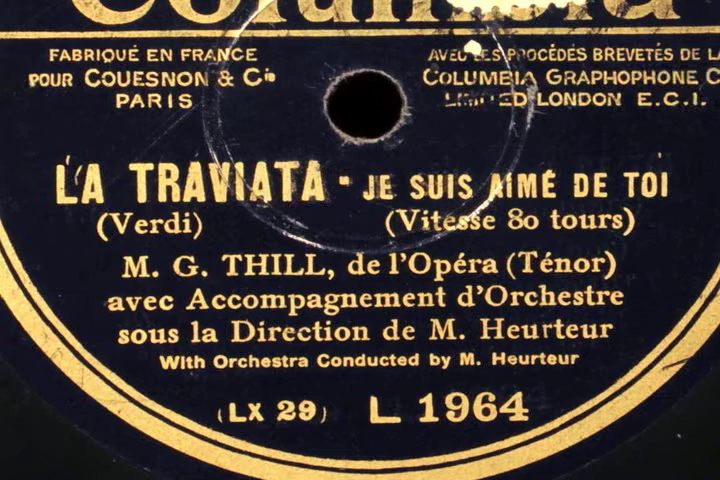 Columbia
FABRIQUÉ EN FRANCE
POUR COUESNON & Cie
PARIS
AVEC LES PROCÉDÉS BREVETÉS DE LA
COLUMBIA GRAPHOPHONE C
LIMITED LONDON E.C.I.
LA TRAVIATA - JE SUIS AIMÉ DE TOI
(Verdi) (Vitesse 80 tours)
M. G. THILL, de l'Opéra (Ténor)
avec Accompagnement d'Orchestre
sous la Direction de M. Heurteur
With Orchestra Conducted by M. Heurteur
(LX 29) L 1964